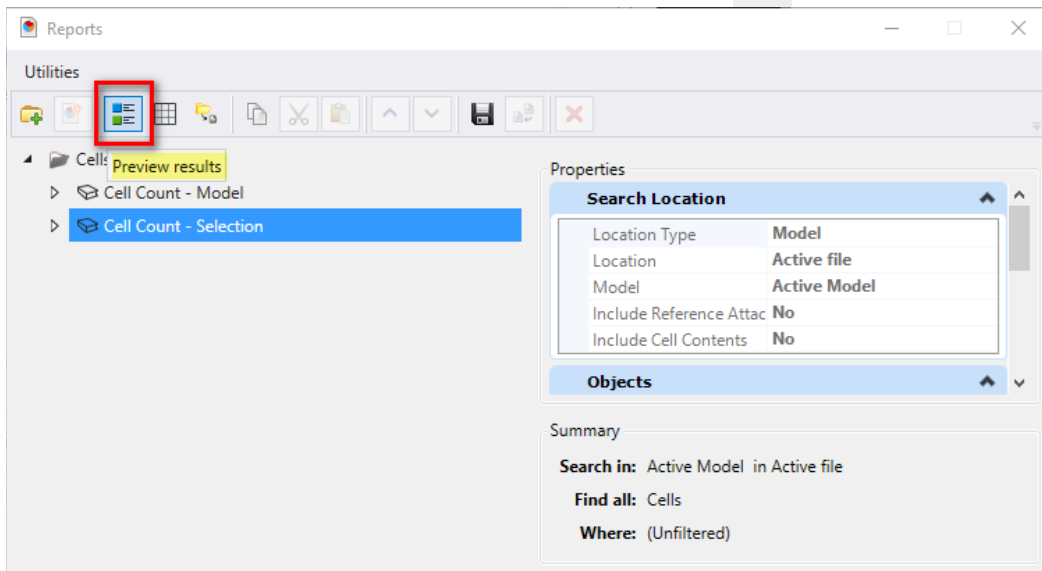 Reports
Utilities
Cells
Preview results
Cell Count - Model
Cell Count - Selection
Properties
Search Location
Location Type Model
Location Active file
Model Active Model
Include Reference Attac No
Include Cell Contents No
Objects
Summary
Search in: Active Model in Active file
Find all: Cells
Where: (Unfiltered)